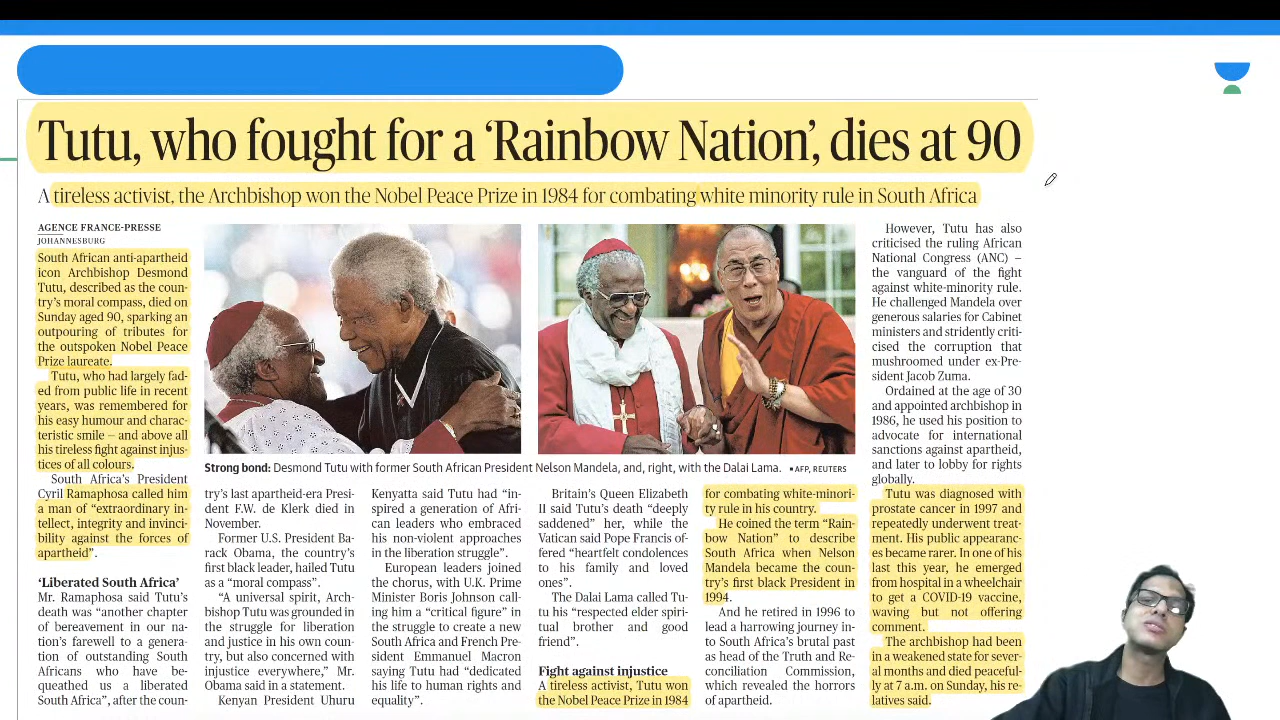 Tutu, who fought for a ‘Rainbow Nation’, dies at 90
A tireless activist, the Archbishop won the Nobel Peace Prize in 1984 for combating white minority rule in South Africa
AGENCE FRANCE-PRESSE
JOHANNESBURG
South African anti-apartheid
icon Archbishop Desmond
Tutu, described as the coun-
try’s moral compass, died on
Sunday aged 90, sparking an
outpouring of tributes for
the outspoken Nobel Peace
Prize laureate.
Tutu, who had largely fad-
ed from public life in recent
years, was remembered for
his easy humour and charac-
teristic smile — and above all
his tireless fight against injus-
tices of all colours.
South Africa’s President
Cyril Ramaphosa called him
a man of “extraordinary in-
tellect, integrity and invinci-
bility against the forces of
apartheid”.
‘Liberated South Africa’
Mr. Ramaphosa said Tutu’s
death was “another chapter
of bereavement in our na-
tion’s farewell to a genera-
tion of outstanding South
Africans who have be-
queathed us a liberated
South Africa”, after the coun-
Strong bond: Desmond Tutu with former South African President Nelson Mandela, and, right, with the Dalai Lama. ▪AFP, REUTERS
try’s last apartheid-era Presi-
dent F.W. de Klerk died in
November.
Former U.S. President Ba-
rack Obama, the country’s
first black leader, hailed Tutu
as a “moral compass”.
“A universal spirit, Arch-
bishop Tutu was grounded in
the struggle for liberation
and justice in his own coun-
try, but also concerned with
injustice everywhere,” Mr.
Obama said in a statement.
Kenyan President Uhuru
Kenyatta said Tutu had “in-
spired a generation of Afri-
can leaders who embraced
his non-violent approaches
in the liberation struggle”.
European leaders joined
the chorus, with U.K. Prime
Minister Boris Johnson call-
ing him a “critical figure” in
the struggle to create a new
South Africa and French Pre-
sident Emmanuel Macron
saying Tutu had “dedicated
his life to human rights and
equality”.
Britain’s Queen Elizabeth
II said Tutu’s death “deeply
saddened” her, while the
Vatican said Pope Francis of-
fered “heartfelt condolences
to his family and loved
ones”.
The Dalai Lama called Tu-
tu his “respected elder spiri-
tual brother and good
friend”.
Fight against injustice
A tireless activist, Tutu won
the Nobel Peace Prize in 1984
for combating white-minori-
ty rule in his country.
He coined the term “Rain-
bow Nation” to describe
South Africa when Nelson
Mandela became the coun-
try’s first black President in
1994.
And he retired in 1996 to
lead a harrowing journey in-
to South Africa’s brutal past
as head of the Truth and Re-
conciliation Commission,
which revealed the horrors
of apartheid.
However, Tutu has also
criticised the ruling African
National Congress (ANC) —
the vanguard of the fight
against white-minority rule.
He challenged Mandela over
generous salaries for Cabinet
ministers and stridently criti-
cised the corruption that
mushroomed under ex-Pre-
sident Jacob Zuma.
Ordained at the age of 30
and appointed archbishop in
1986, he used his position to
advocate for international
sanctions against apartheid,
and later to lobby for rights
globally.
Tutu was diagnosed with
prostate cancer in 1997 and
repeatedly underwent treat-
ment. His public appearanc-
es became rarer. In one of his
last this year, he emerged
from hospital in a wheelchair
to get a COVID-19 vaccine,
waving but not offering
comment.
The archbishop had been
in a weakened state for sever-
al months and died peaceful-
ly at 7 a.m. on Sunday, his re-
latives said.